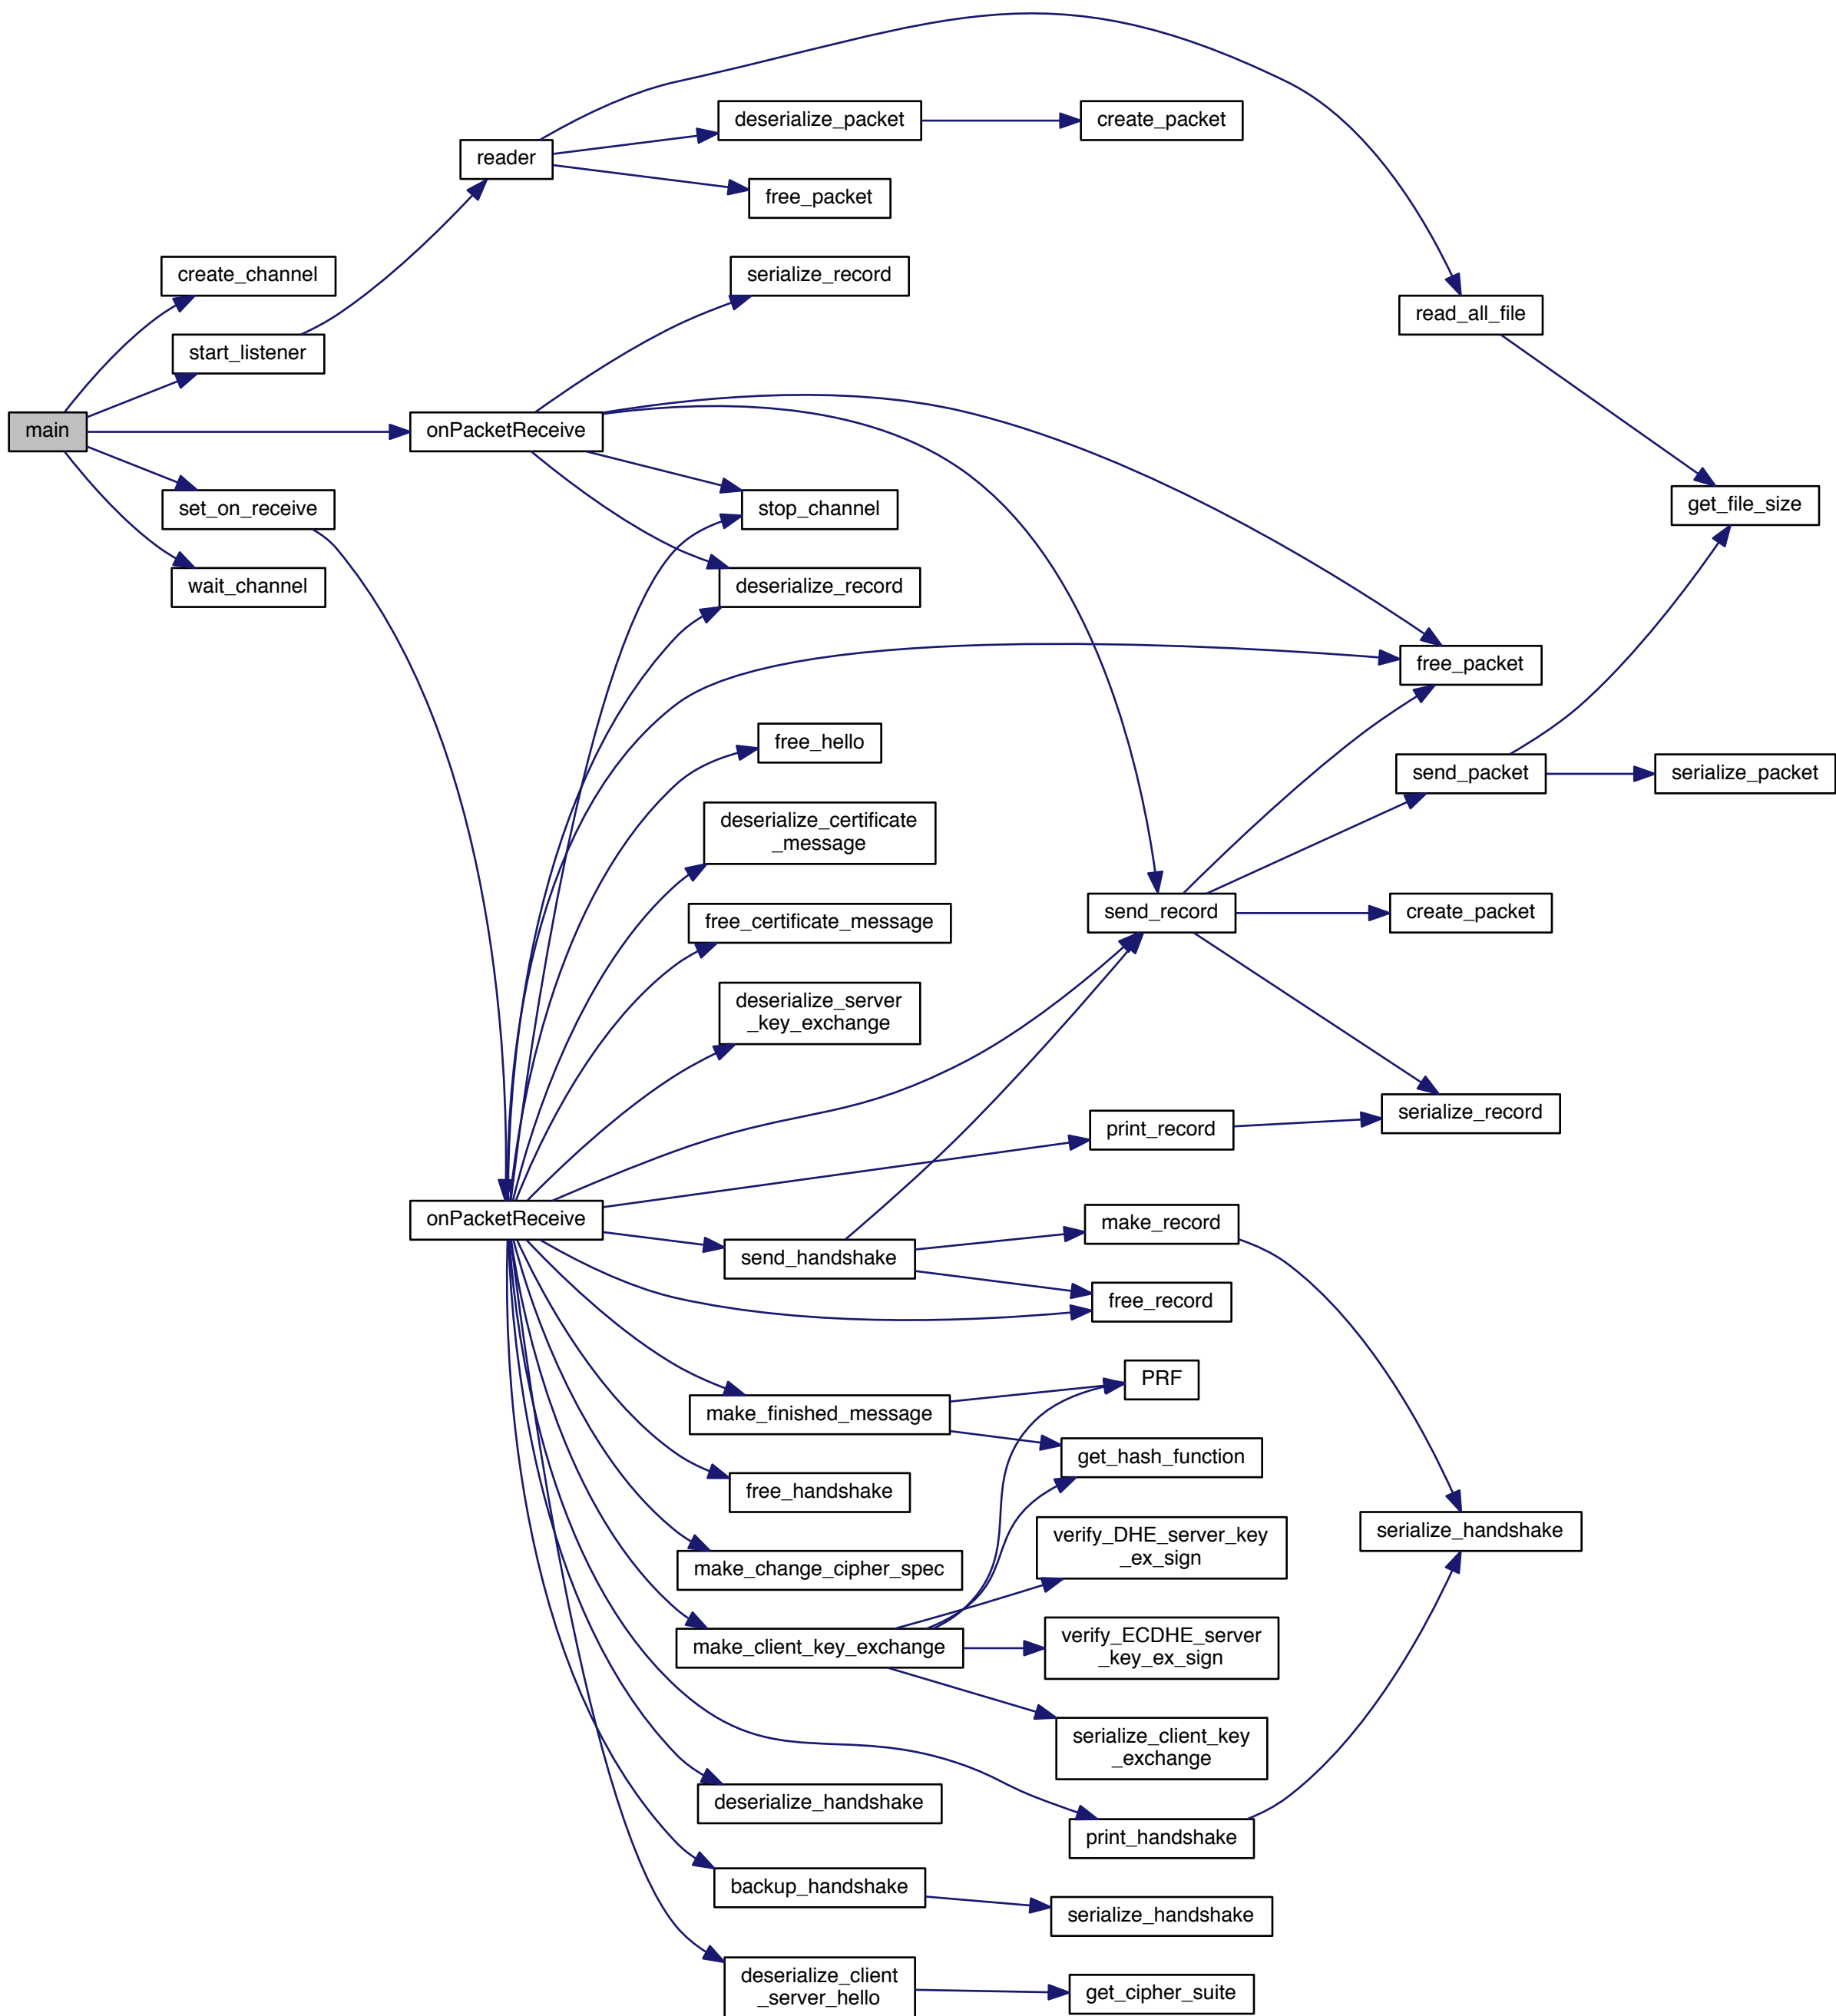 reader
deserialize_packet
create_packet
free_packet
create_channel
serialize_record
read_all_file
start_listener
main
onPacketReceive
get_file_size
set_on_receive
stop_channel
wait_channel
deserialize_record
free_packet
free_hello
send_packet
serialize_packet
deserialize_certificate
_message
free_certificate_message
send_record
create_packet
deserialize_server
_key_exchange
print_record
serialize_record
onPacketReceive
make_record
send_handshake
free_record
PRF
make_finished_message
get_hash_function
free_handshake
verify_DHE_server_key
_ex_sign
serialize_handshake
make_change_cipher_spec
make_client_key_exchange
verify_ECDHE_server
_key_ex_sign
serialize_client_key
_exchange
deserialize_handshake
print_handshake
backup_handshake
serialize_handshake
deserialize_client
_server_hello
get_cipher_suite